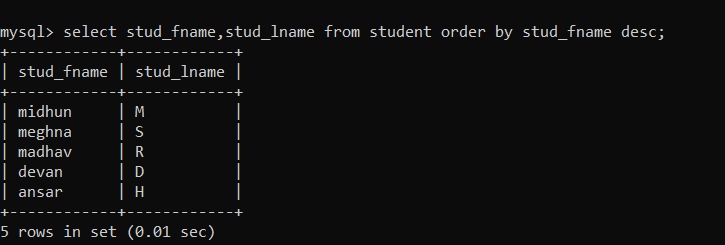 mysql> select stud_fname,stud_lname from student order by stud_fname desc;
+------------+------------+
| stud_fname | stud_lname |
+------------+------------+
| midhun     | M          |
| meghna     | S          |
| madhav     | R          |
| devan      | D          |
| ansar      | H          |
+------------+------------+
5 rows in set (0.01 sec)